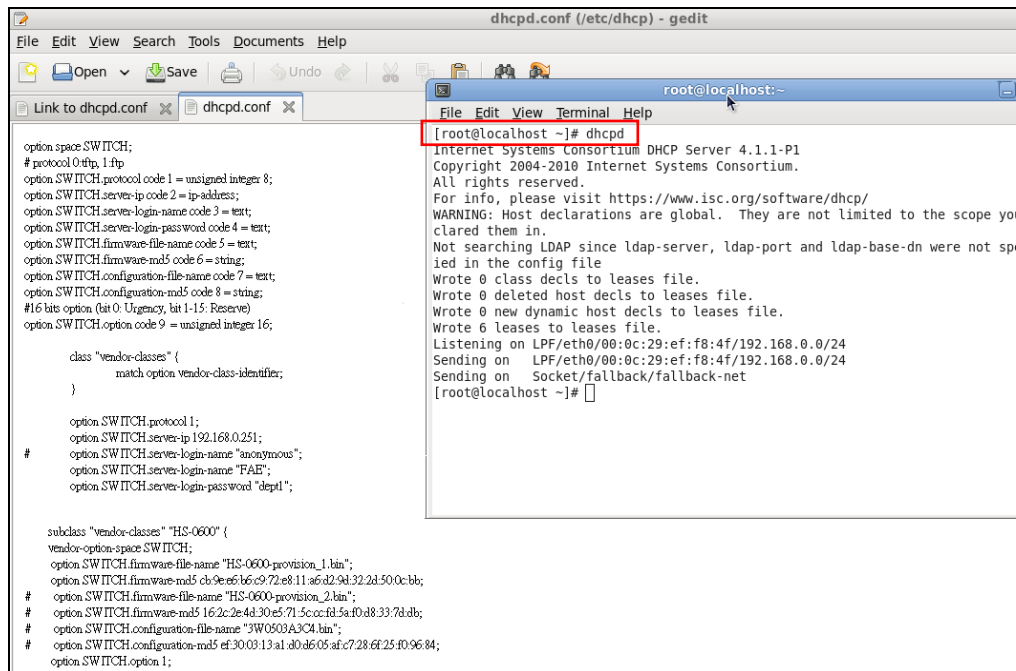 dhcpd.conf (/etc/dhcp) - gedit
File Edit View Search Tools Documents Help
Open Save Undo
Link to dhcpd.conf dhcpd.conf
option space SWITCH;
# protocol 0:tftp, 1:ftp
option SWITCH.protocol code 1 = unsigned integer 8;
option SWITCH.server-ip code 2 = ip-address;
option SWITCH.server-login-name code 3 = text;
option SWITCH.server-login-password code 4 = text;
option SWITCH.firmware-file-name code 5 = text;
option SWITCH.firmware-md5 code 6 = string;
option SWITCH.configuration-file-name code 7 = text;
option SWITCH.configuration-md5 code 8 = string;
#16 bits option (bit 0: Urgency, bit 1-15: Reserve)
option SWITCH.option code 9 = unsigned integer 16;
class "vendor-classes" {
match option vendor-class-identifier;
}
option SWITCH.protocol 1;
option SWITCH.server-ip 192.168.0.251;
# option SWITCH.server-login-name "anonymous";
option SWITCH.server-login-name "FAE";
option SWITCH.server-login-password "dept1";
subclass "vendor-classes" "HS-0600" {
vendor-option-space SWITCH;
option SWITCH.firmware-file-name "HS-0600-provision_1.bin";
option SWITCH.firmware-md5 cb:9e:e6:b6:c9:72:e8:11:a6:d2:9d:32:2d:50:0c:bb;
# option SWITCH.firmware-file-name "HS-0600-provision_2.bin";
# option SWITCH.firmware-md5 16:2c:2e:4d:30:e5:71:5c:cc:fd:5a:f0:d8:33:7d:db;
# option SWITCH.configuration-file-name "3W0503A3C4.bin";
# option SWITCH.configuration-md5 ef:30:03:13:a1:d0:d6:05:af:c7:28:6f:25:f0:96:84;
option SWITCH.option 1;
root@localhost:~
File Edit View Terminal Help
[root@localhost ~]# dhcpd
Internet Systems Consortium DHCP Server 4.1.1-P1
Copyright 2004-2010 Internet Systems Consortium.
All rights reserved.
For info, please visit https://www.isc.org/software/dhcp/
WARNING: Host declarations are global. They are not limited to the scope you
clared them in.
Not searching LDAP since ldap-server, ldap-port and ldap-base-dn were not spe
ied in the config file
Wrote 0 class decls to leases file.
Wrote 0 deleted host decls to leases file.
Wrote 0 new dynamic host decls to leases file.
Wrote 6 leases to leases file.
Listening on LPF/eth0/00:0c:29:ef:f8:4f/192.168.0.0/24
Sending on LPF/eth0/00:0c:29:ef:f8:4f/192.168.0.0/24
Sending on Socket/fallback/fallback-net
[root@localhost ~]#